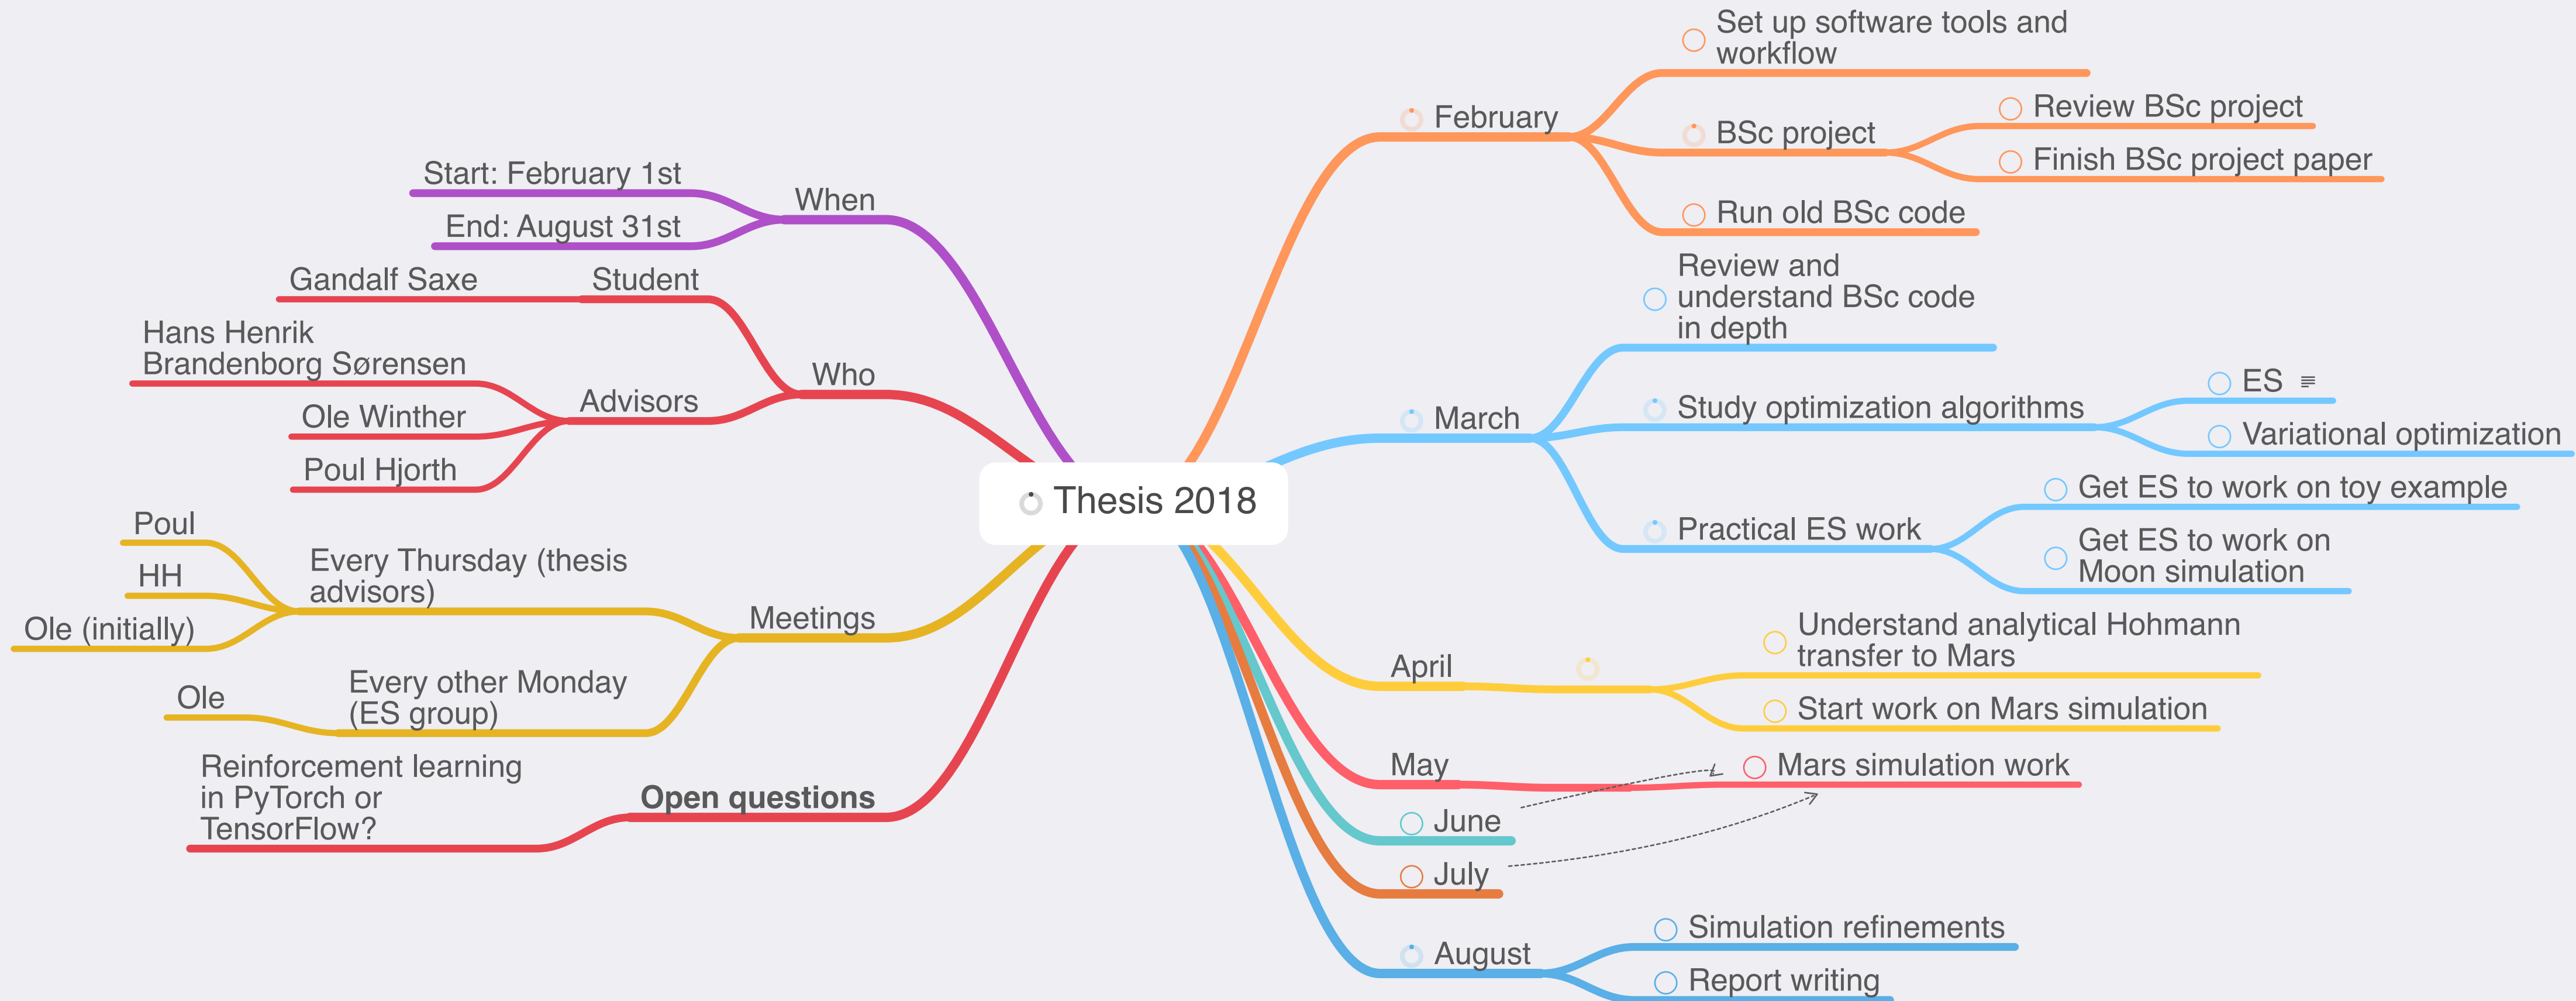 Thesis 2018
When
Start: February 1st
End: August 31st
Who
Student
Gandalf Saxe
Advisors
Hans Henrik
Brandenborg Sørensen
Ole Winther
Poul Hjorth
Meetings
Every Thursday (thesis
advisors)
Poul
HH
Ole (initially)
Every other Monday
(ES group)
Ole
Open questions
Reinforcement learning
in PyTorch or
TensorFlow?
February
Set up software tools and
workflow
BSc project
Review BSc project
Finish BSc project paper
Run old BSc code
March
Review and
understand BSc code
in depth
Study optimization algorithms
ES
Variational optimization
Practical ES work
Get ES to work on toy example
Get ES to work on
Moon simulation
April
Understand analytical Hohmann
transfer to Mars
Start work on Mars simulation
May
Mars simulation work
June
July
August
Simulation refinements
Report writing